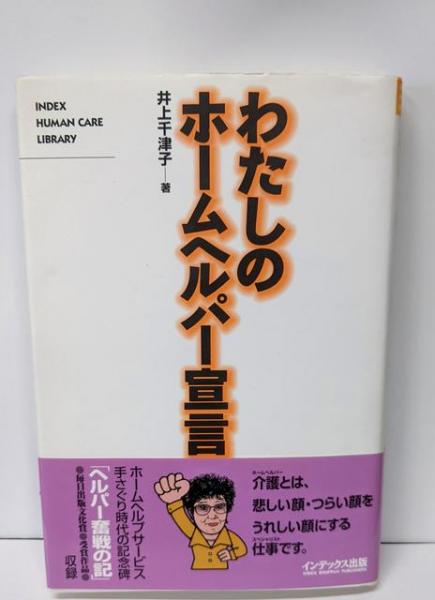 INDEX
HUMAN CARE
LIBRARY
わたしの
ホームヘルパー宣言
井上千津子―著
ホームヘルパー
介護とは、
悲しい顔・つらい顔を
うれしい顔にする
スペシャリスト
仕事です。
ホームヘルプサービス
手さぐり時代の記念碑
「ヘルパー奮戦の記」
●毎日出版文化賞●受賞作品●
収録
インデックス出版